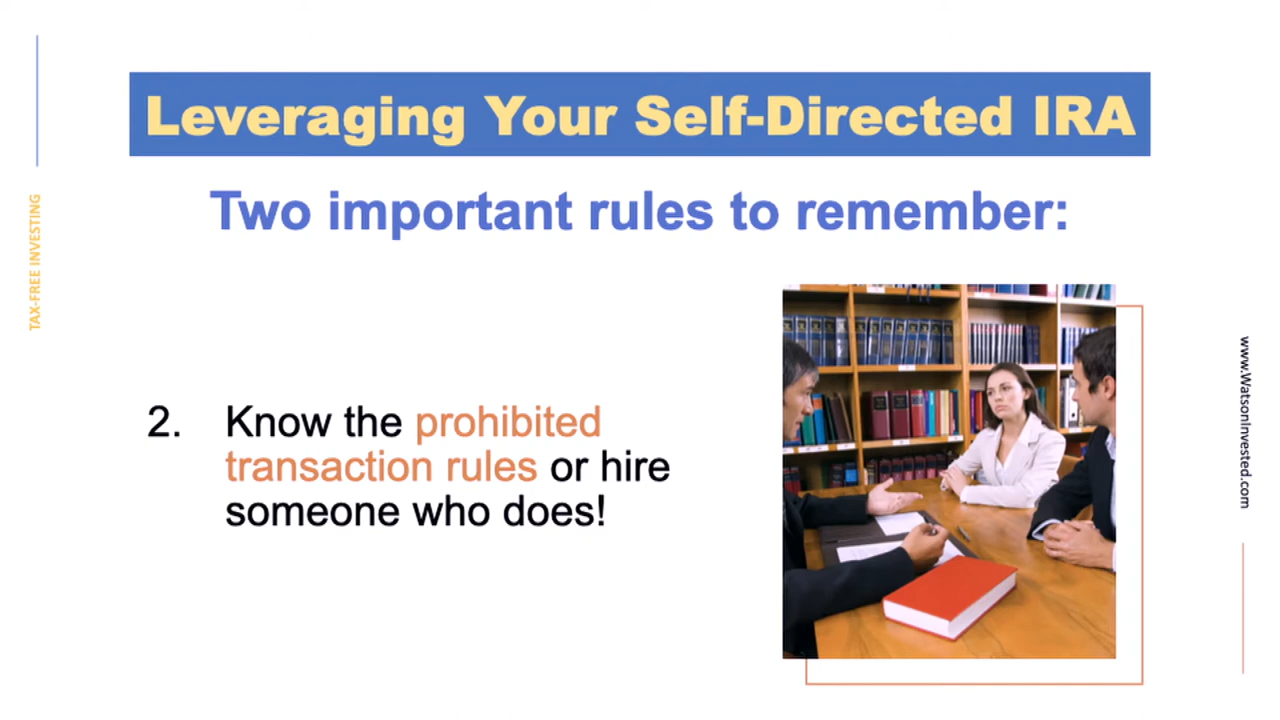 Leveraging Your Self-Directed IRA
Two important rules to remember:
TAX-FREE INVESTING
2. Know the prohibited
transaction rules or hire
someone who does!
www.WatsonInvested.com